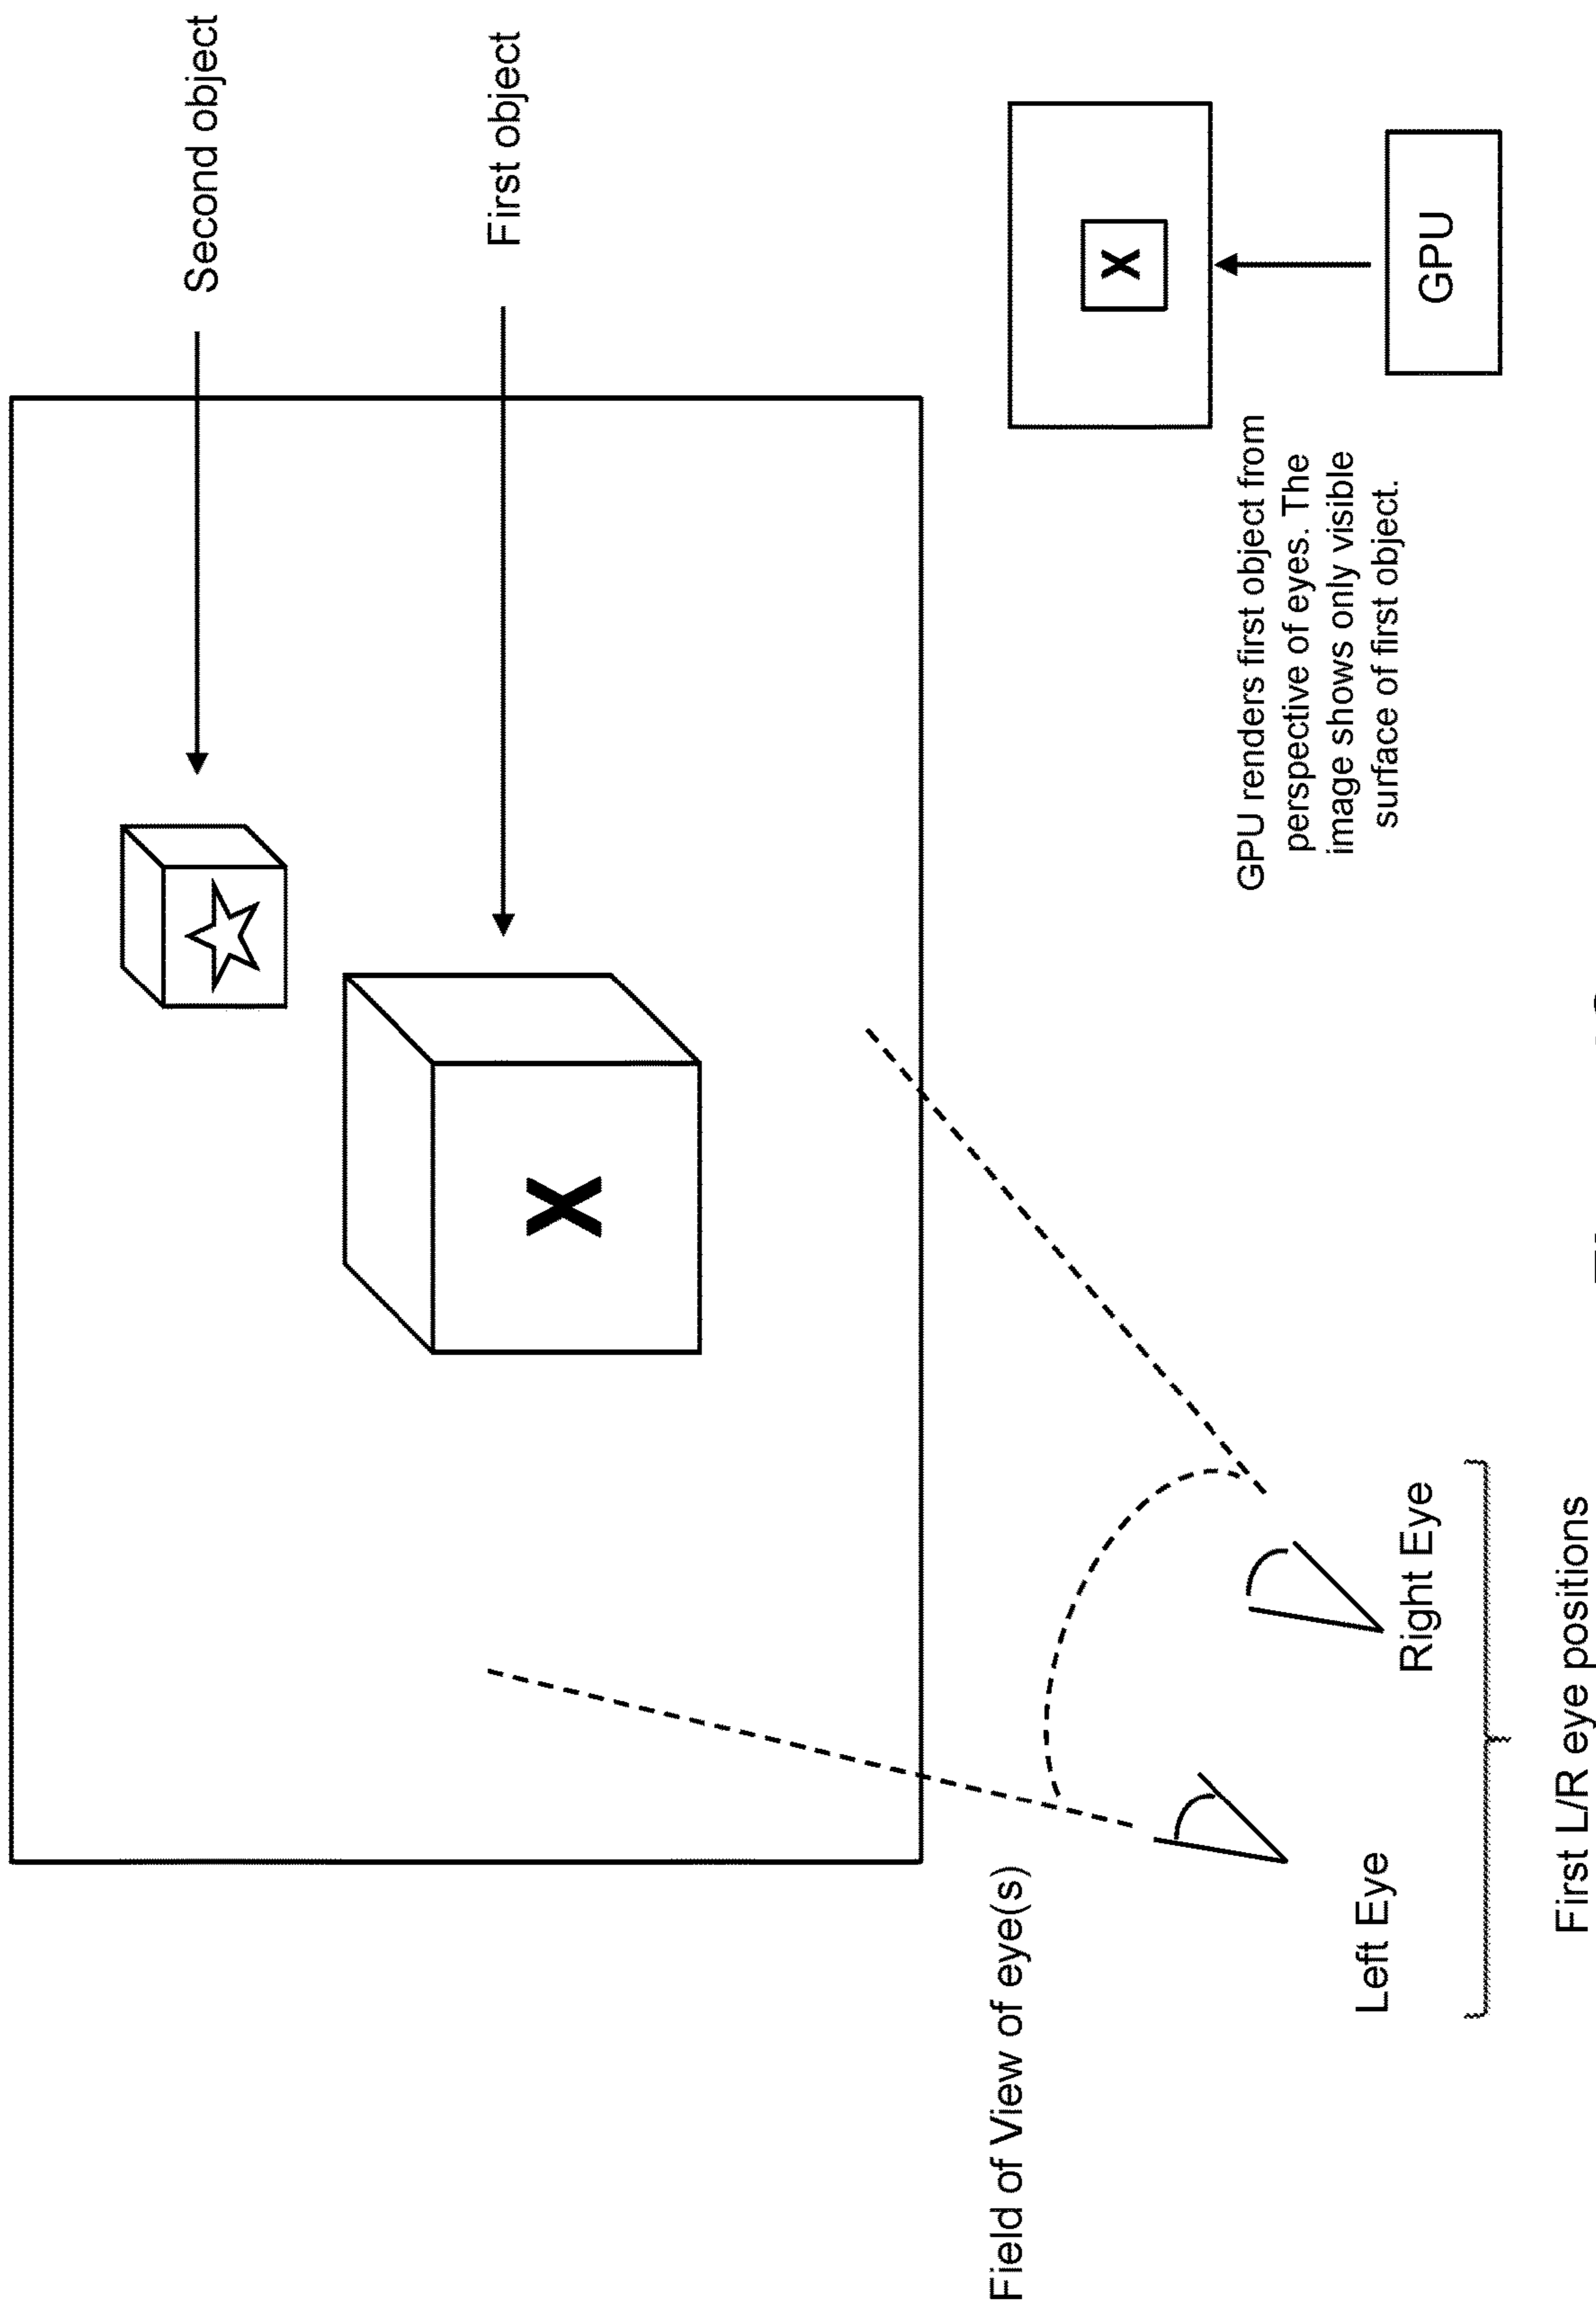 Second object
First object
X
X
GPU
GPU renders first object from
perspective of eyes. The
image shows only visible
surface of first object.
Field of View of eye(s)
Left Eye
Right Eye
First L/R eye positions